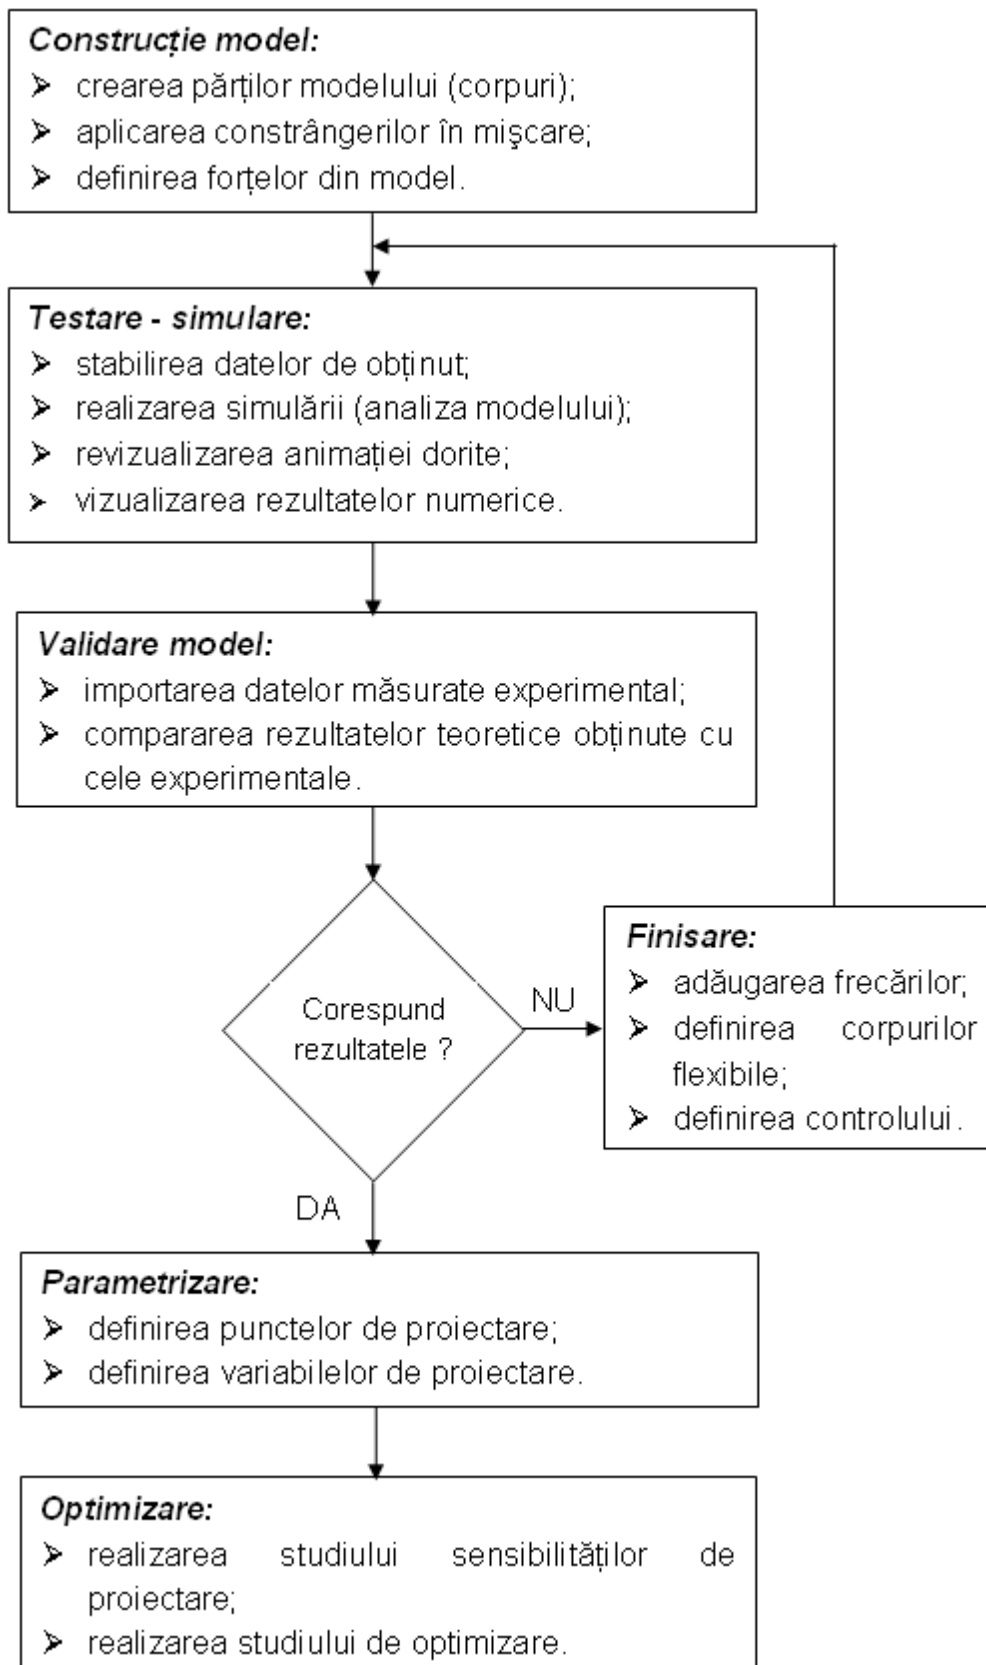 Construcție model:
➢ crearea părților modelului (corpuri);
➢ aplicarea constrângerilor în mişcare;
➢ definirea forțelor din model.
Testare - simulare:
➢ stabilirea datelor de obținut;
➢ realizarea simulării (analiza modelului);
➢ revizualizarea animației dorite;
➢ vizualizarea rezultatelor numerice.
Validare model:
➢ importarea datelor măsurate experimental;
➢ compararea rezultatelor teoretice obținute cu
cele experimentale.
Corespund
rezultatele ?
NU
Finisare:
➢ adăugarea frecărilor;
➢ definirea corpurilor
flexibile;
➢ definirea controlului.
DA
Parametrizare:
➢ definirea punctelor de proiectare;
➢ definirea variabilelor de proiectare.
Optimizare:
➢ realizarea studiului sensibilităților de
proiectare;
➢ realizarea studiului de optimizare.